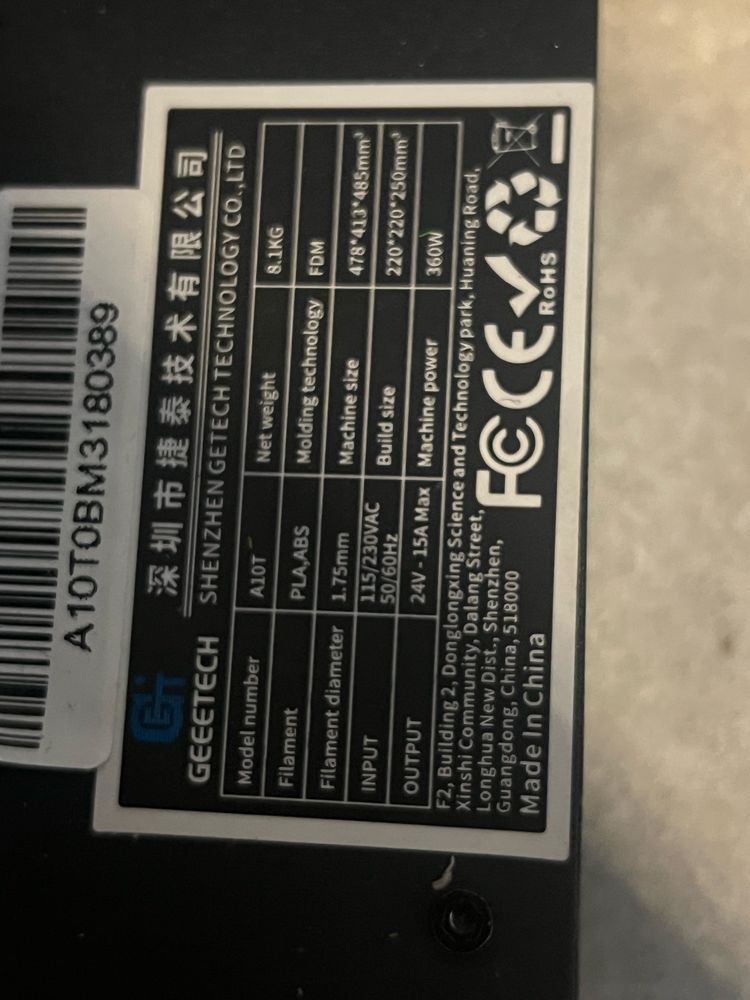 A10T0BM3180389
GEEETECH
深圳市捷泰技术有限公司
SHENZHEN GETECH TECHNOLOGY CO.,LTD
Model number A10T Net weight 8.1KG
Filament PLA,ABS Molding technology FDM
Filament diameter 1.75mm Machine size 478*413*485mm³
INPUT 115/230VAC 50/60Hz Build size 220*220*250mm³
OUTPUT 24V - 15A Max Machine power 360W
F2, Building 2, Donglongxing Science and Technology park, Huaning Road,
Xinshi Community, Dalang Street,
Longhua New Dist., Shenzhen,
Guangdong, China, 518000
Made In China
FC CE RoHS